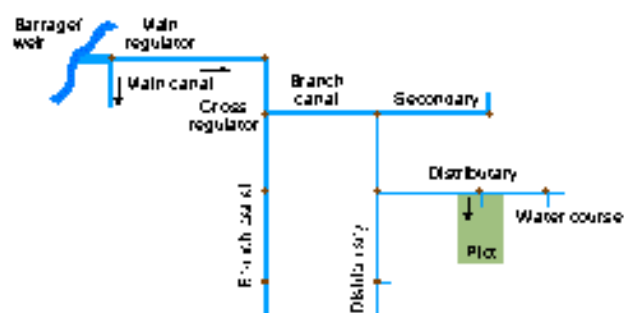 Barrage/
weir
Main
regulator
Main canal
Cross
regulator
Branch
canal
Secondary
Distributary
Water course
Plot
Branch canal
Distributary